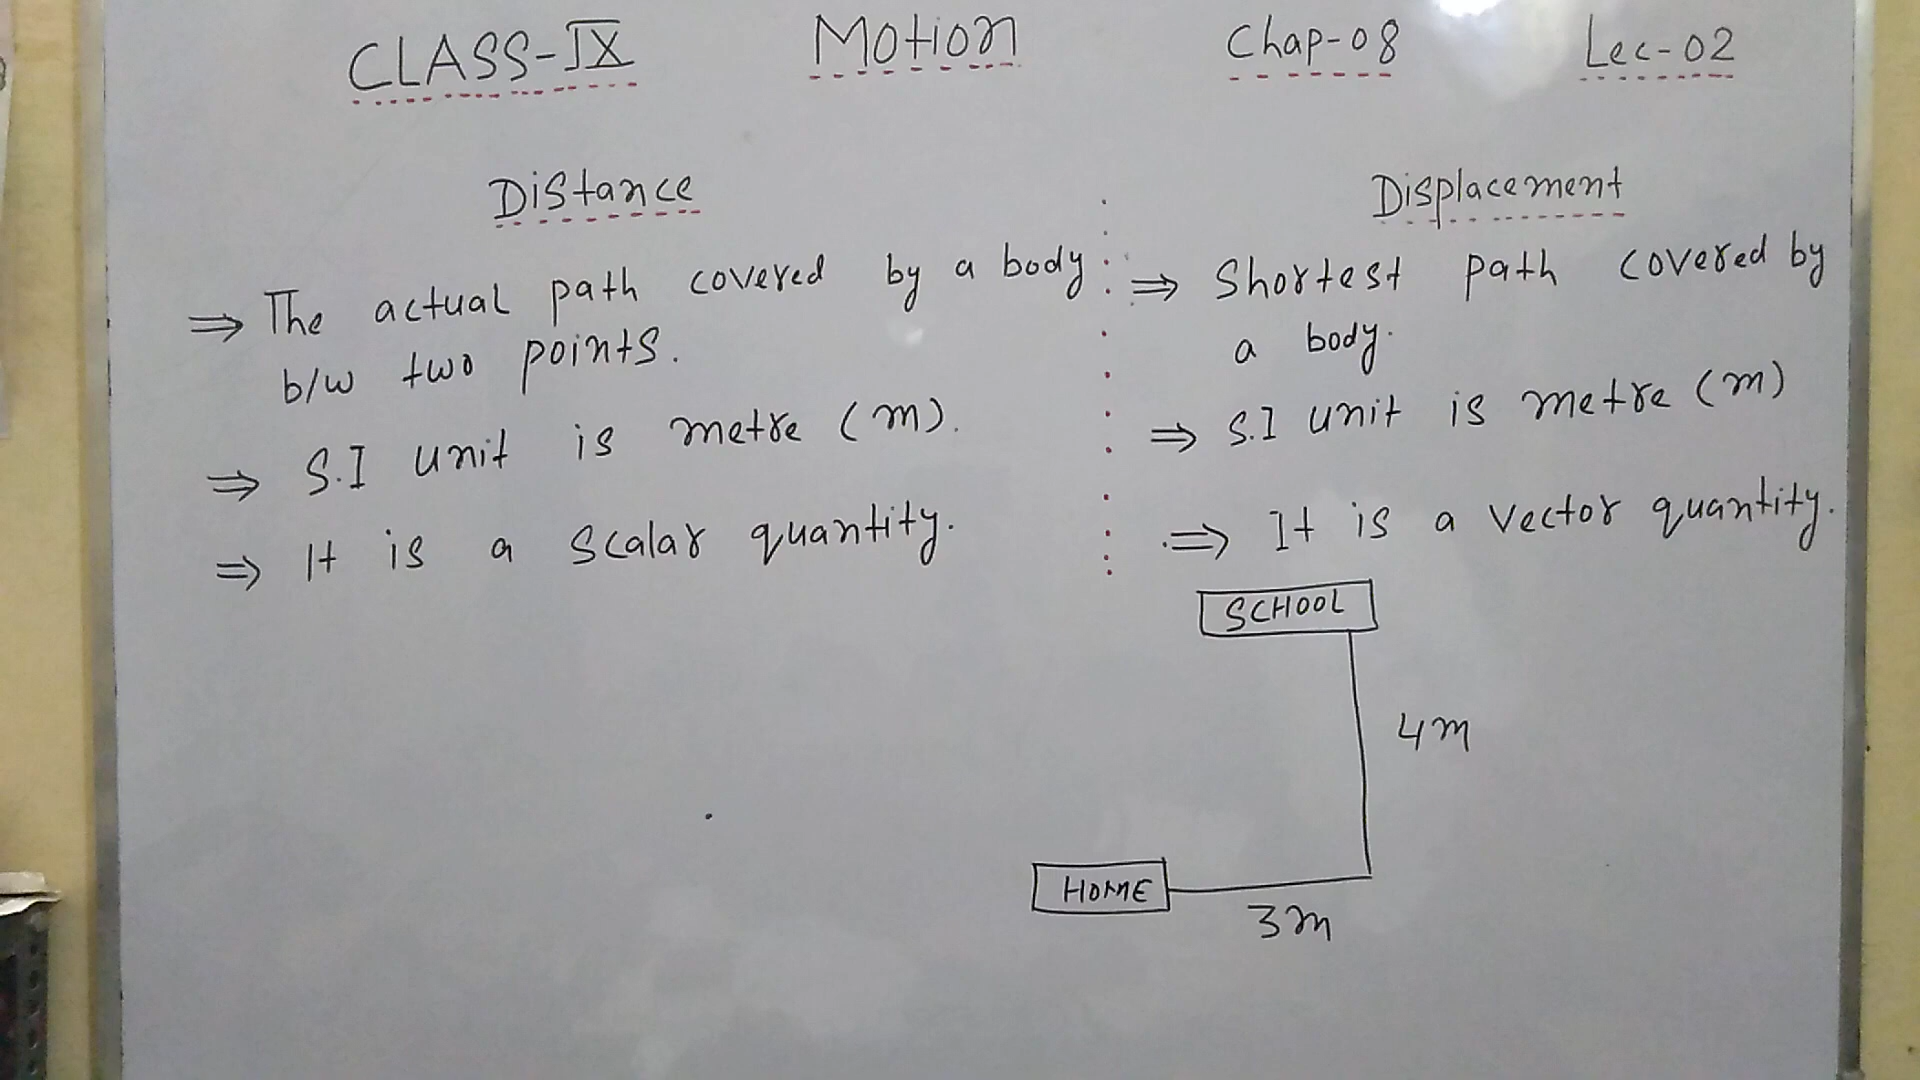 CLASS-IX Motion Chap-08 Lec-02
Distance
⇒ The actual path covered by a body
b/w two points.
⇒ S.I unit is metre (m).
⇒ It is a scalar quantity.
Displacement
⇒ Shortest path covered by
a body.
⇒ S.I unit is metre (m)
⇒ It is a vector quantity.
SCHOOL
4m
HOME
3m